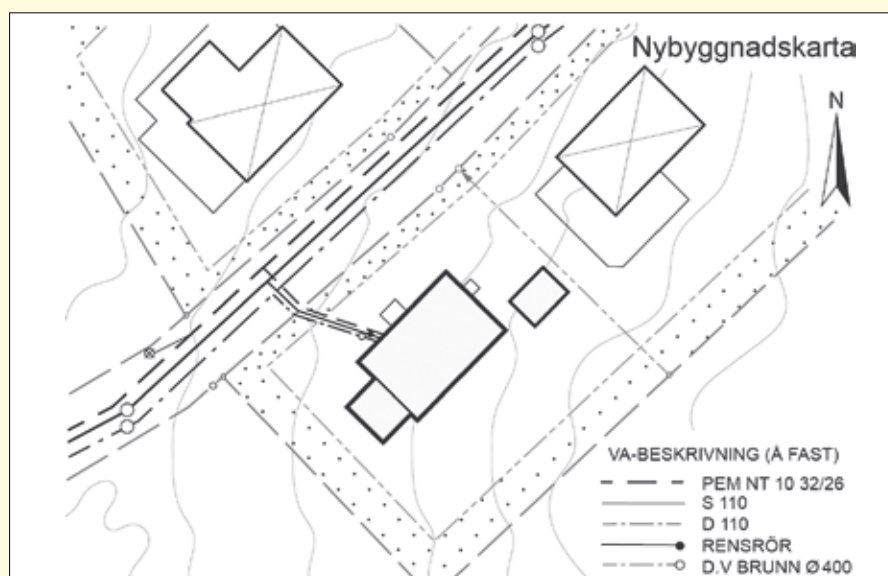 Nybyggnadskarta
N
VA-BESKRIVNING (Å FAST)
PEM NT 10 32/26
S 110
D 110
RENSRÖR
D.V BRUNN Ø 400